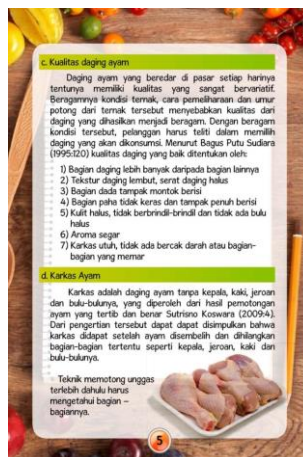 c. Kualitas daging ayam
Daging ayam yang beredar di pasar setiap harinya
tentunya memiliki kualitas yang sangat bervariatif.
Beragamnya kondisi ternak, cara pemeliharaan dan umur
potong dari ternak tersebut menyebabkan kualitas dari
daging yang dihasilkan menjadi beragam. Dengan beragam
kondisi tersebut, pelanggan harus teliti dalam memilih
daging yang akan dikonsumsi. Menurut Bagus Putu Sudiara
(1995:120) kualitas daging yang baik ditentukan oleh:
1) Bagian daging lebih banyak daripada bagian lainnya
2) Tekstur daging lembut, serat daging halus
3) Bagian dada tampak montok berisi
4) Bagian paha tidak keras dan tampak penuh berisi
5) Kulit halus, tidak berbrindil-brindil dan tidak ada bulu
halus
6) Aroma segar
7) Karkas utuh, tidak ada bercak darah atau bagian-
bagian yang memar
d. Karkas Ayam
Karkas adalah daging ayam tanpa kepala, kaki, jeroan
dan bulu-bulunya, yang diperoleh dari hasil pemotongan
ayam yang tertib dan benar Sutrisno Koswara (2009:4).
Dari pengertian tersebut dapat dapat disimpulkan bahwa
karkas didapat setelah ayam disembelih dan dihilangkan
bagian-bagian tertentu seperti kepala, jeroan, kaki dan
bulu-bulunya.
Teknik memotong unggas
terlebih dahulu harus
mengetahui bagian –
bagiannya.
5